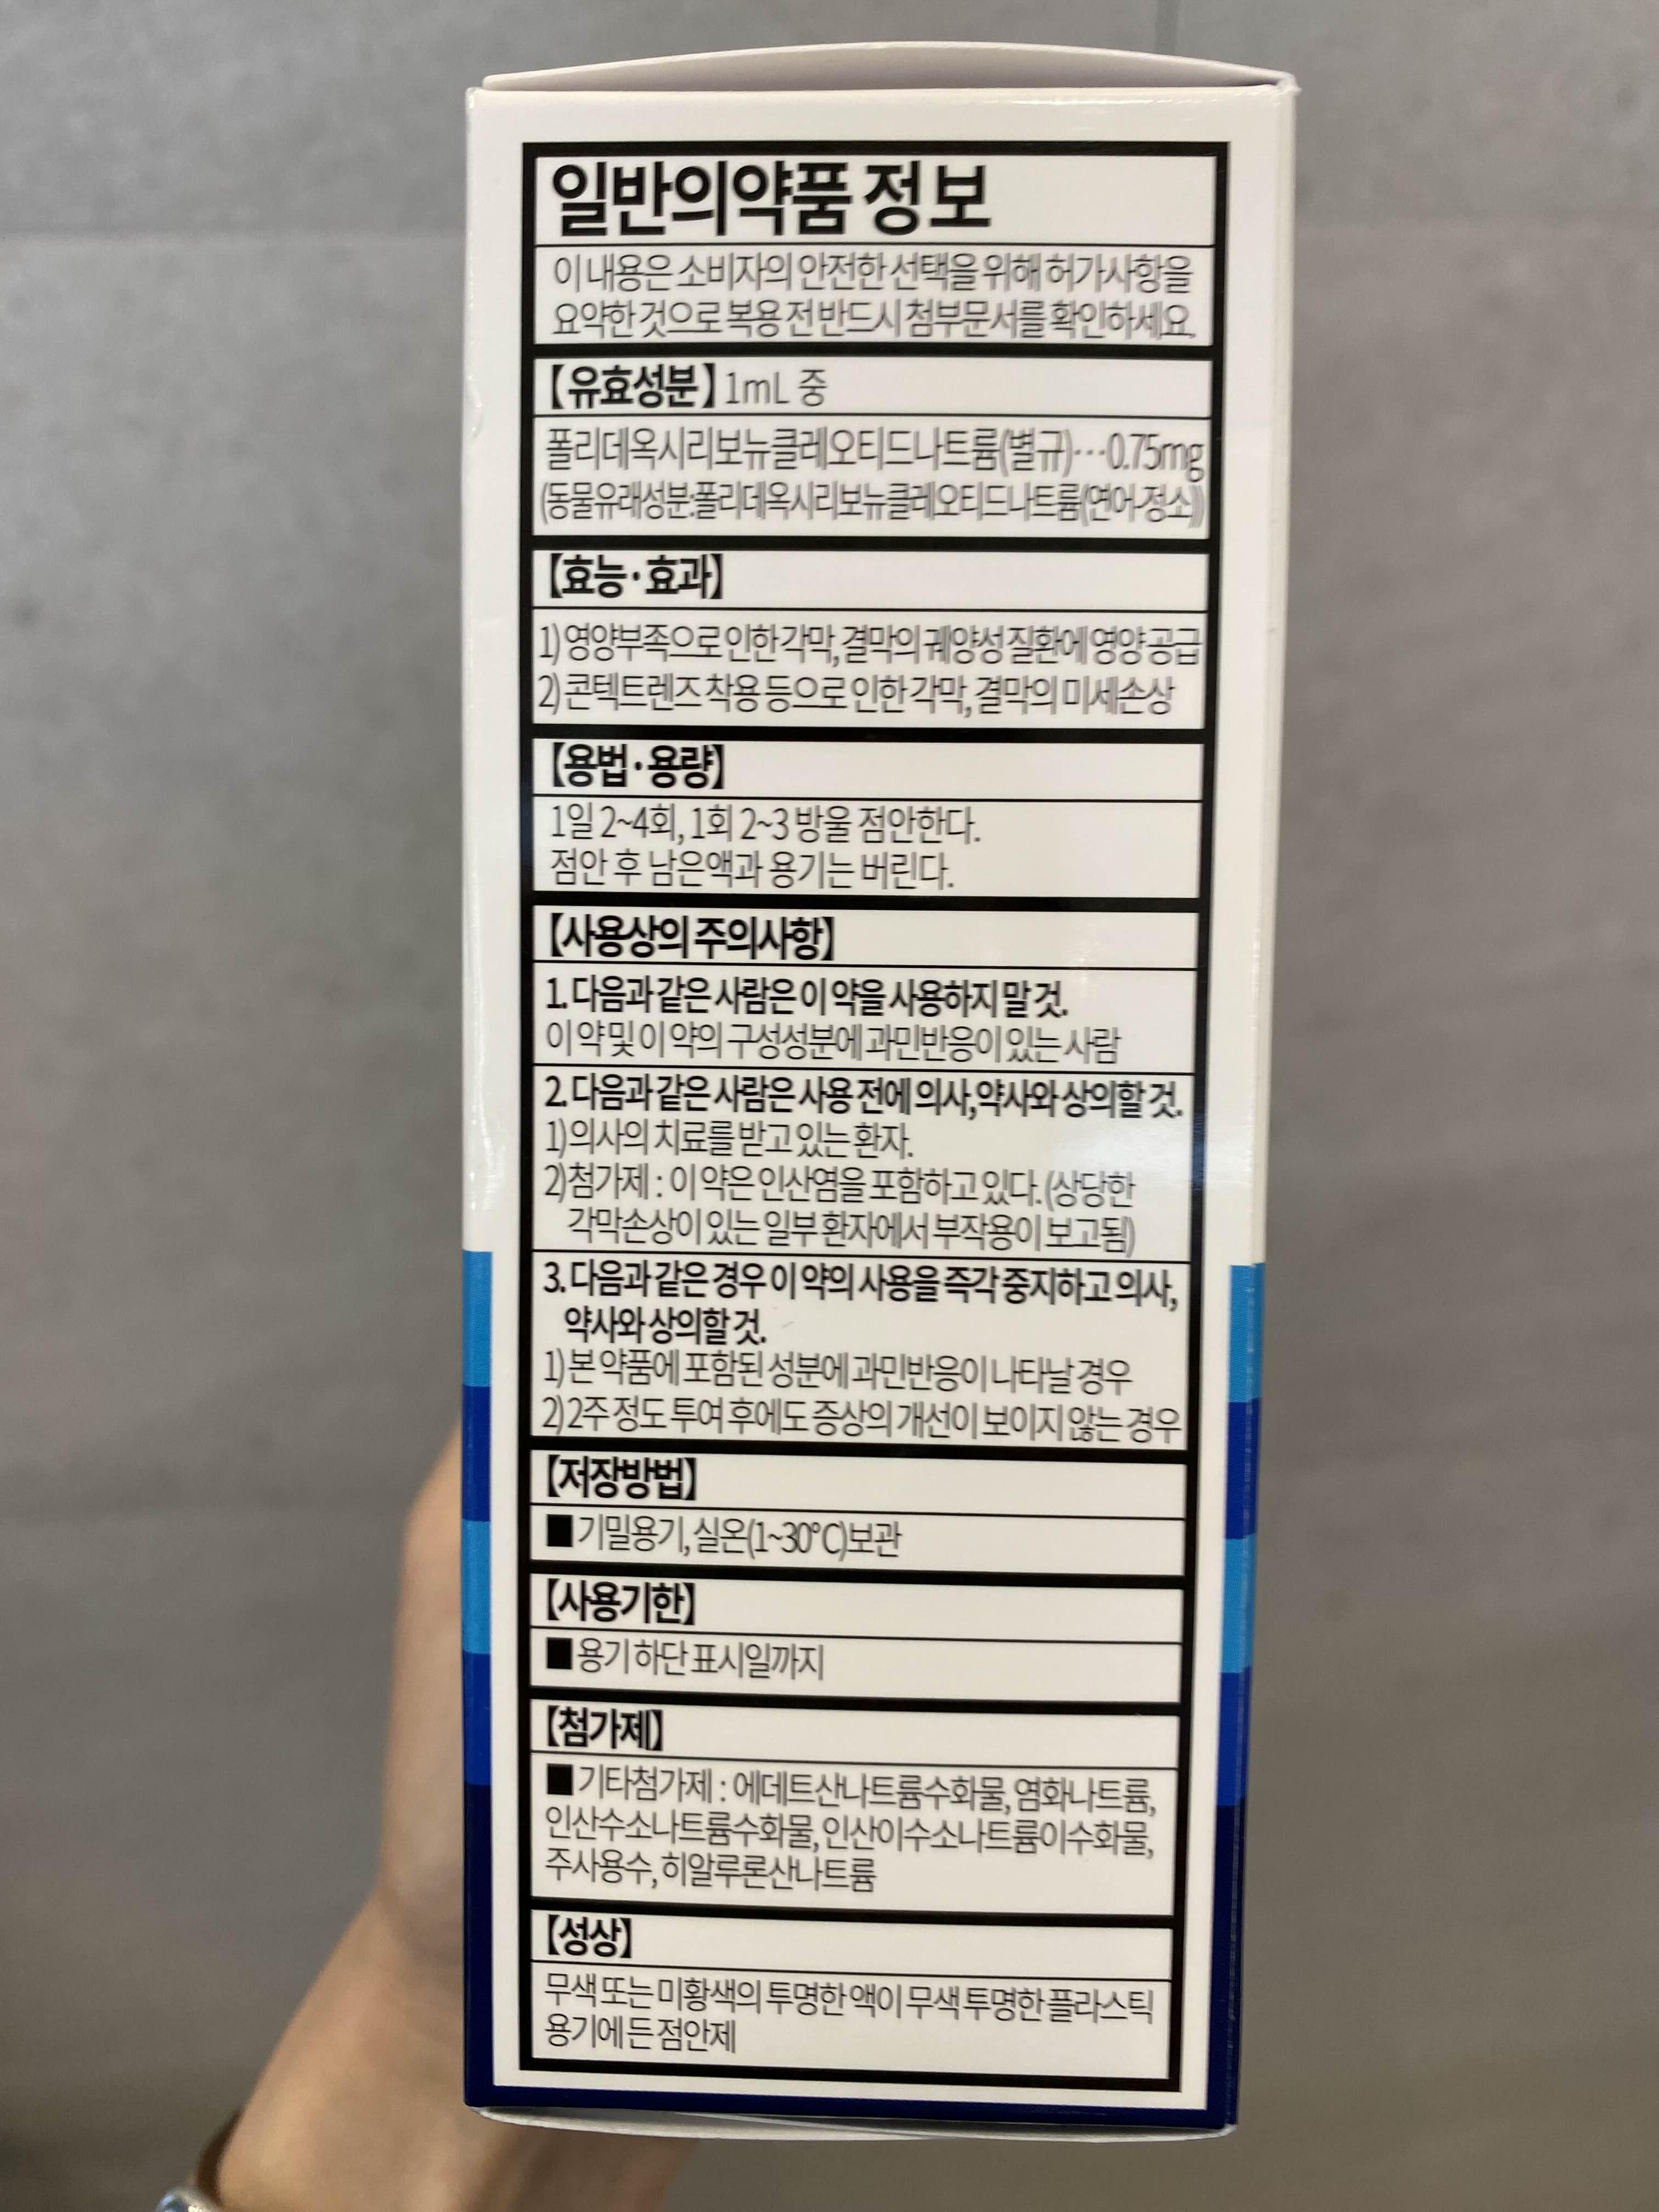 일반의약품 정보
이 내용은 소비자의 안전한 선택을 위해 허가사항을
요약한 것으로 복용 전 반드시 첨부문서를 확인하세요.
【유효성분】 1mL 중
폴리데옥시리보뉴클레오티드나트륨(별규)···0.75mg
(동물유래성분:폴리데옥시리보뉴클레오티드나트륨(연어-정소))
【효능·효과】
1) 영양부족으로 인한 각막, 결막의 궤양성 질환에 영양 공급
2) 콘텍트렌즈 착용 등으로 인한 각막, 결막의 미세손상
【용법·용량】
1일 2~4회, 1회 2~3 방울 점안한다.
점안 후 남은액과 용기는 버린다.
【사용상의 주의사항】
1. 다음과 같은 사람은 이 약을 사용하지 말 것.
이 약 및 이 약의 구성성분에 과민반응이 있는 사람
2. 다음과 같은 사람은 사용 전에 의사, 약사와 상의할 것.
1) 의사의 치료를 받고 있는 환자.
2) 첨가제 : 이 약은 인산염을 포함하고 있다. (상당한
각막손상이 있는 일부 환자에서 부작용이 보고됨)
3. 다음과 같은 경우 이 약의 사용을 즉각 중지하고 의사,
약사와 상의할 것.
1) 본 약품에 포함된 성분에 과민반응이 나타날 경우
2) 2주 정도 투여 후에도 증상의 개선이 보이지 않는 경우
【저장방법】
■ 기밀용기, 실온(1~30°C)보관
【사용기한】
■ 용기 하단 표시일까지
【첨가제】
■ 기타첨가제 : 에데트산나트륨수화물, 염화나트륨,
인산수소나트륨수화물, 인산이수소나트륨이수화물,
주사용수, 히알루론산나트륨
【성상】
무색 또는 미황색의 투명한 액이 무색 투명한 플라스틱
용기에 든 점안제